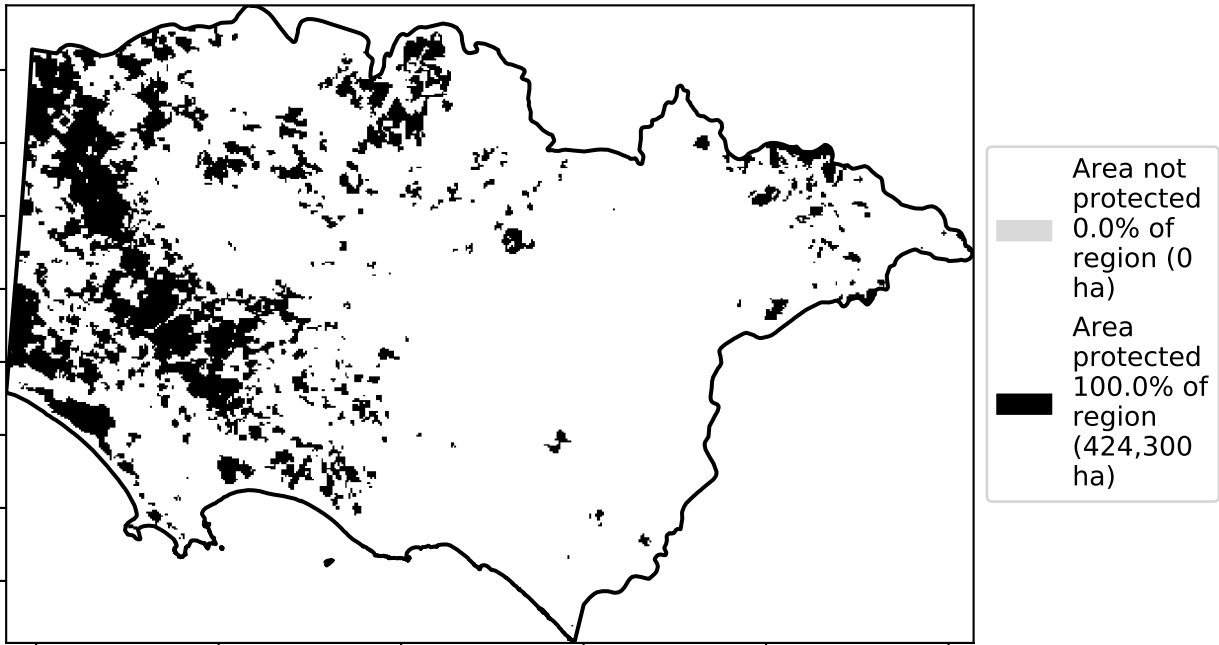 Area not
protected
0.0% of
region (0
ha)
Area
protected
100.0% of
region
(424,300
ha)